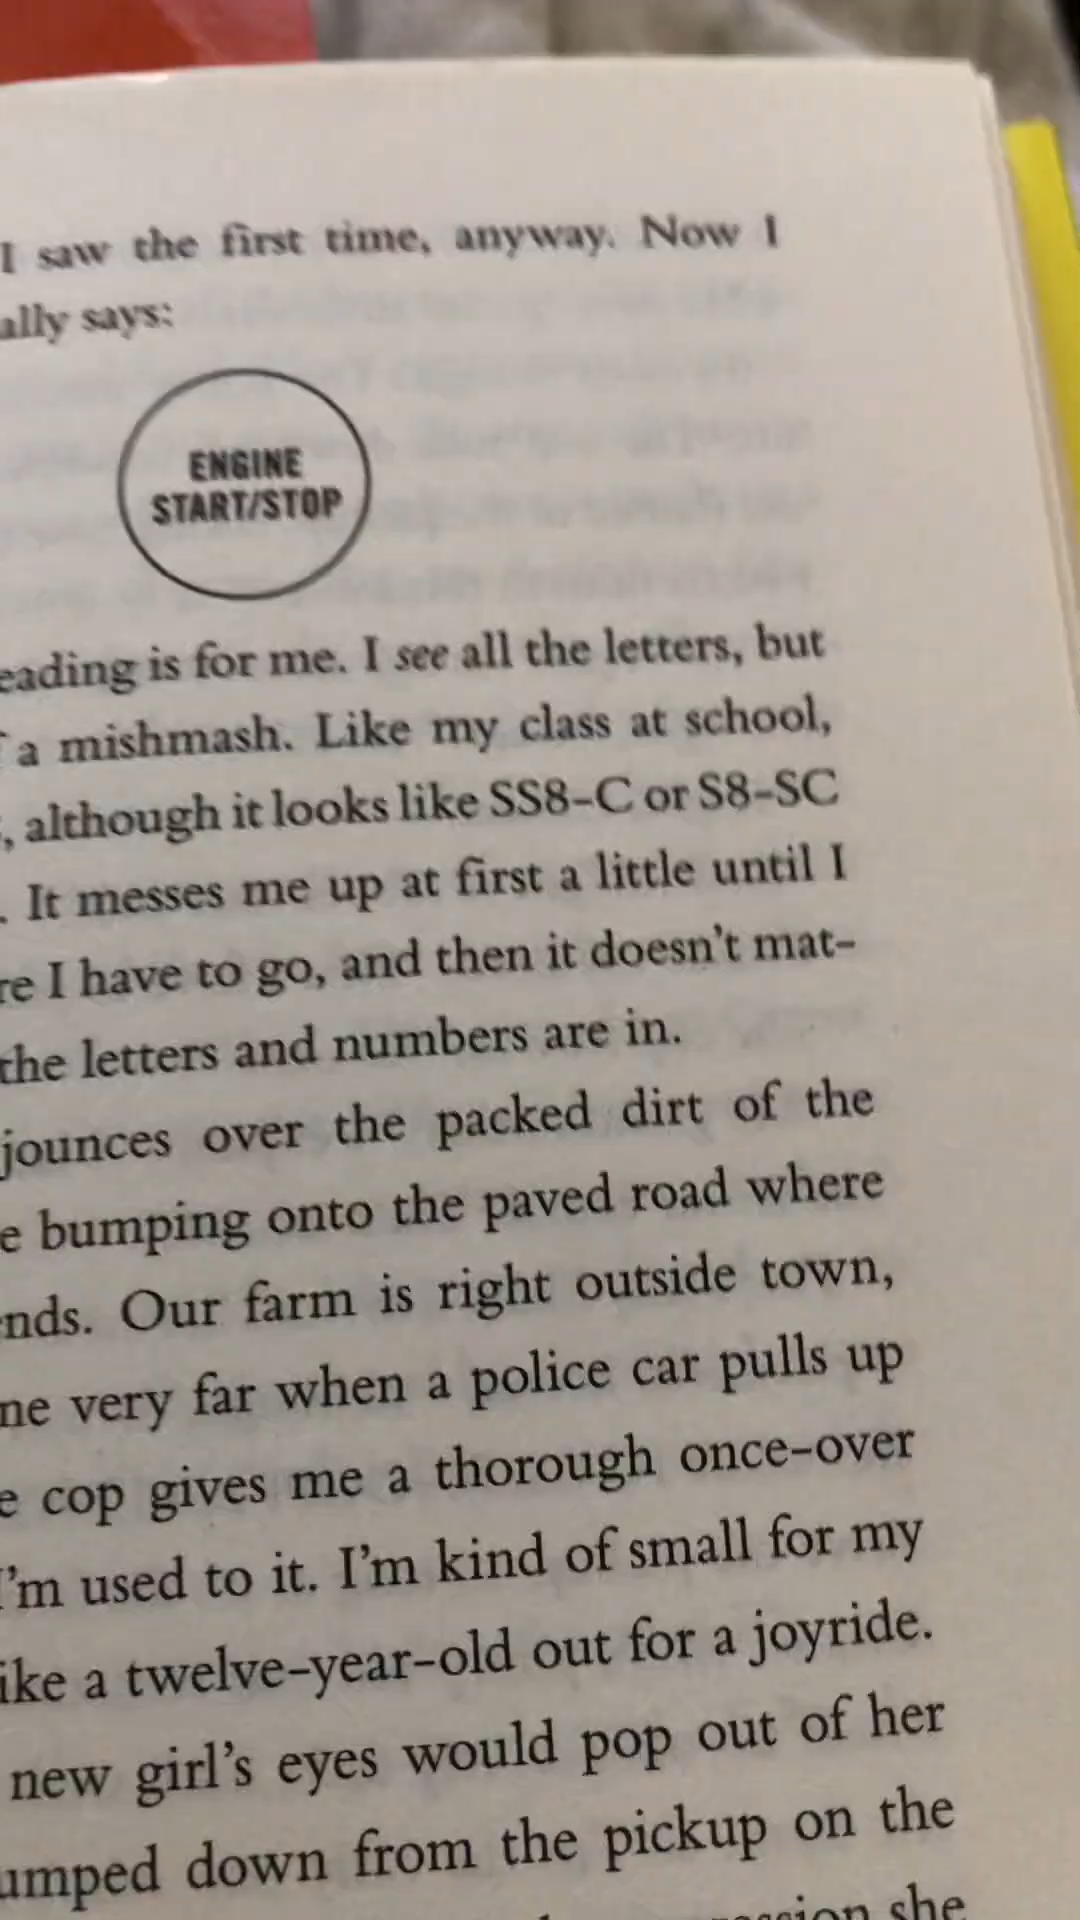 I saw the first time, anyway. Now I
ally says:
ENGINE
START/STOP
eading is for me. I see all the letters, but
a mishmash. Like my class at school,
, although it looks like SS8-C or S8-SC
. It messes me up at first a little until I
re I have to go, and then it doesn't mat-
the letters and numbers are in.
jounces over the packed dirt of the
e bumping onto the paved road where
nds. Our farm is right outside town,
ne very far when a police car pulls up
e cop gives me a thorough once-over
I'm used to it. I'm kind of small for my
ike a twelve-year-old out for a joyride.
new girl's eyes would pop out of her
umped down from the pickup on the
she